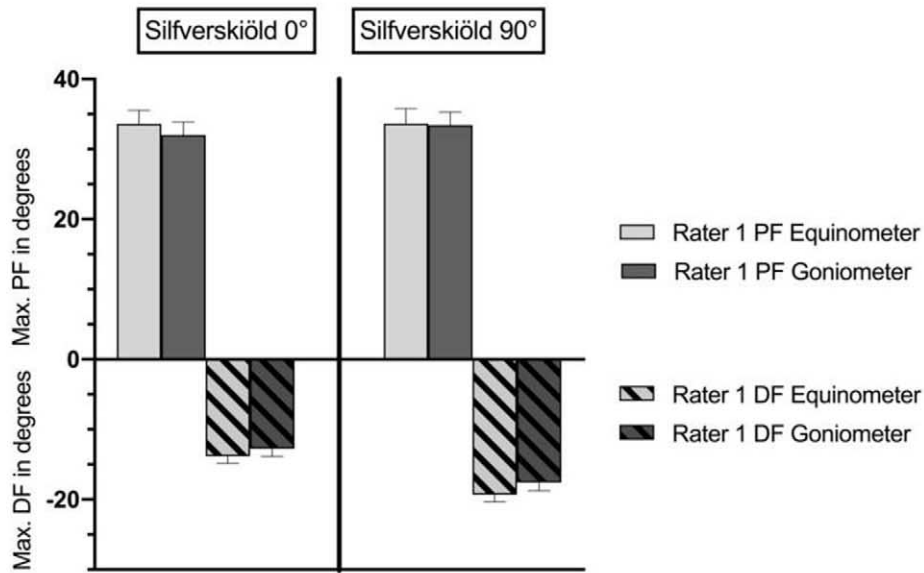 Silfverskiöld 0°
Silfverskiöld 90°
Max. PF in degrees
Max. DF in degrees
40
20
0
-20
Rater 1 PF Equinometer
Rater 1 PF Goniometer
Rater 1 DF Equinometer
Rater 1 DF Goniometer